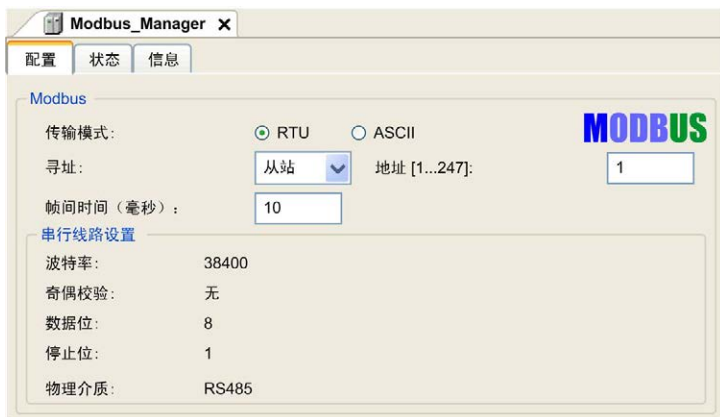 Modbus_Manager X
配置 状态 信息
Modbus
传输模式: RTU ASCII MODBUS
寻址: 从站 地址 [1...247]: 1
帧间时间（毫秒）: 10
串行线路设置
波特率: 38400
奇偶校验: 无
数据位: 8
停止位: 1
物理介质: RS485